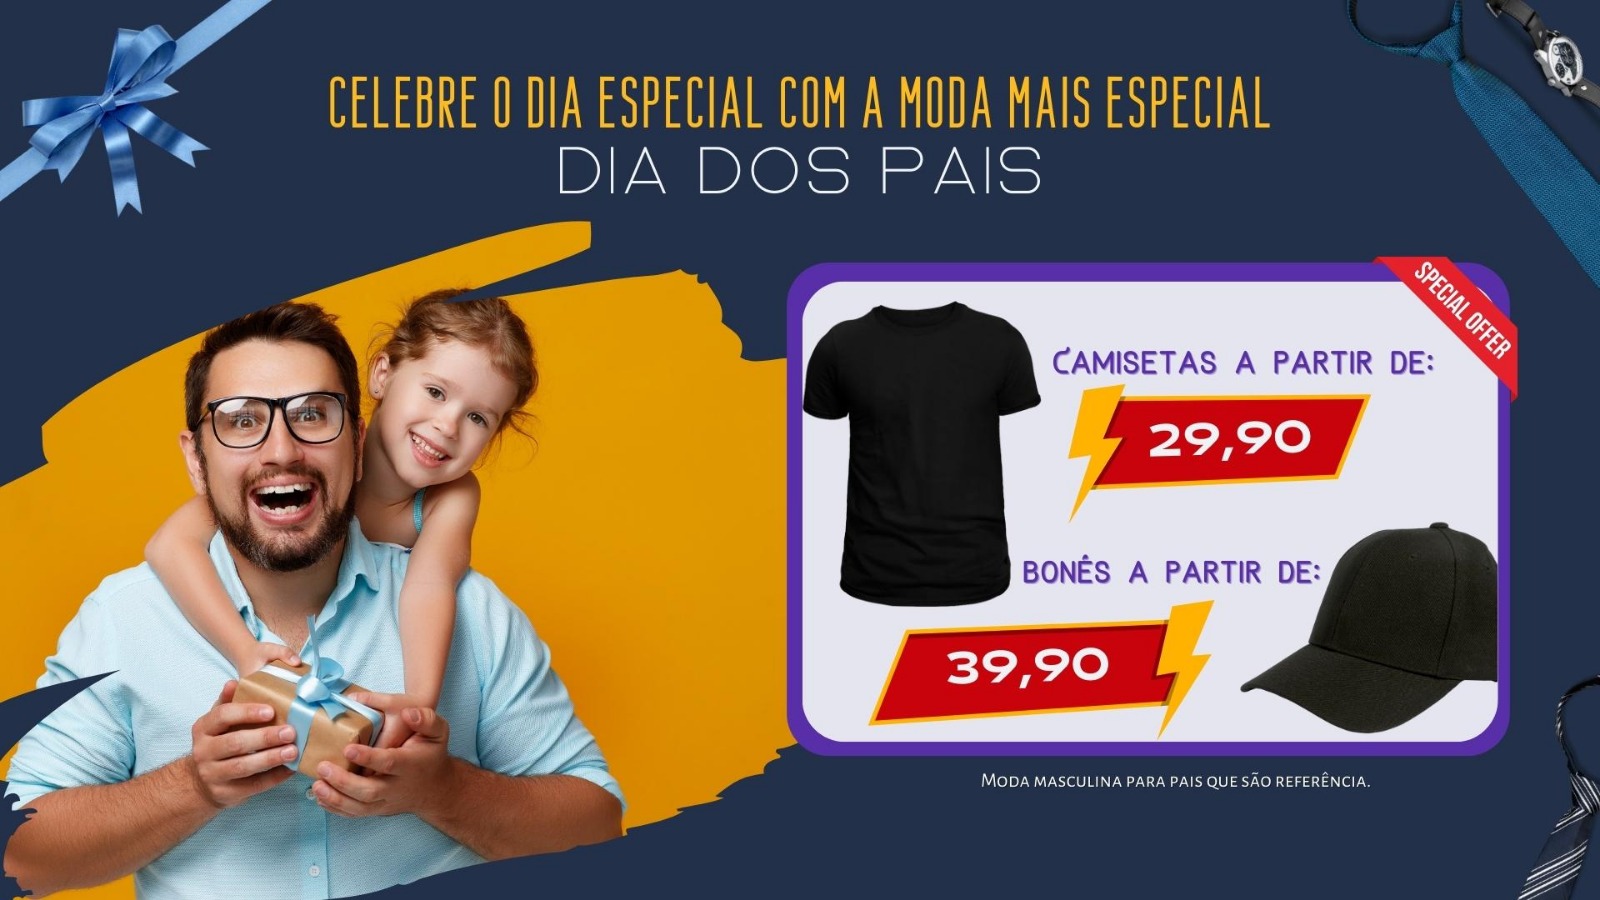 CELEBRE O DIA ESPECIAL COM A MODA MAIS ESPECIAL
DIA DOS PAIS
SPECIAL OFFER
CAMISETAS A PARTIR DE:
29,90
BONÊS A PARTIR DE:
39,90
MODA MASCULINA PARA PAIS QUE SÃO REFERÊNCIA.